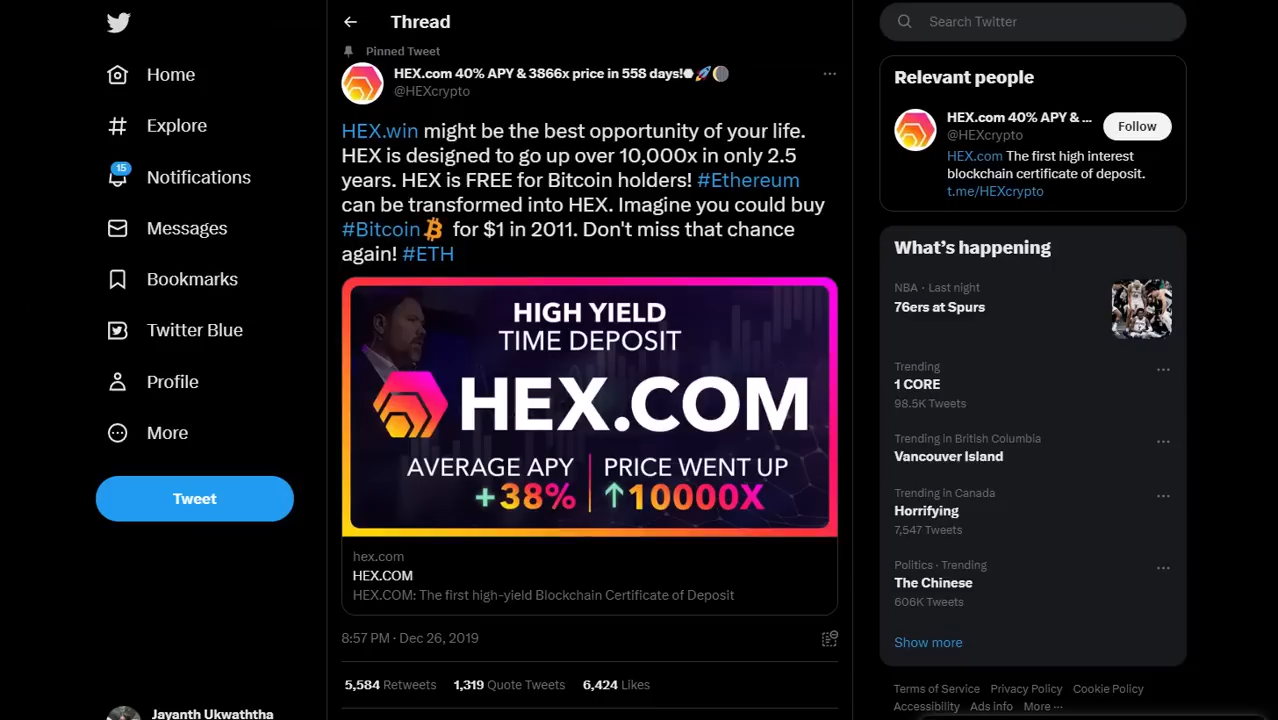 Home
Explore
15
Notifications
Messages
Bookmarks
Twitter Blue
Profile
More
Tweet
Jayanth Ukwaththa
Thread
Pinned Tweet
HEX.com 40% APY & 3866x price in 558 days!
@HEXcrypto
HEX.win might be the best opportunity of your life.
HEX is designed to go up over 10,000x in only 2.5
years. HEX is FREE for Bitcoin holders! #Ethereum
can be transformed into HEX. Imagine you could buy
#Bitcoin for $1 in 2011. Don't miss that chance
again! #ETH
HIGH YIELD
TIME DEPOSIT
HEX.COM
AVERAGE APY
+38%
PRICE WENT UP
↑10000X
hex.com
HEX.COM
HEX.COM: The first high-yield Blockchain Certificate of Deposit
8:57 PM · Dec 26, 2019
5,584 Retweets 1,319 Quote Tweets 6,424 Likes
Search Twitter
Relevant people
HEX.com 40% APY & ...
@HEXcrypto
Follow
HEX.com The first high interest
blockchain certificate of deposit.
t.me/HEXcrypto
What's happening
NBA · Last night
76ers at Spurs
Trending
1 CORE
98.5K Tweets
Trending in British Columbia
Vancouver Island
Trending in Canada
Horrifying
7,547 Tweets
Politics · Trending
The Chinese
606K Tweets
Show more
Terms of Service Privacy Policy Cookie Policy
Accessibility Ads info More ···